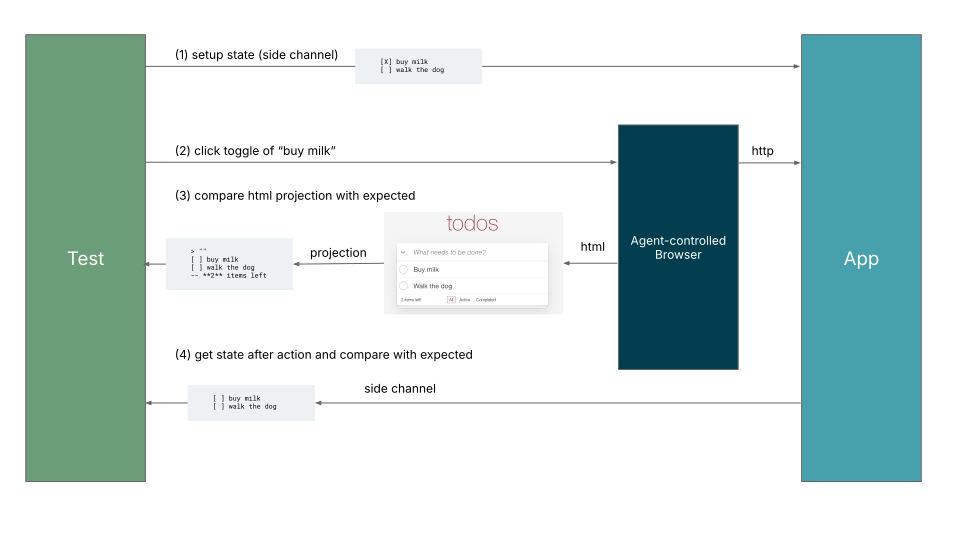 (1) setup state (side channel)
[X] buy milk
[ ] walk the dog
(2) click toggle of “buy milk”
http
(3) compare html projection with expected
todos
What needs to be done?
Buy milk
Walk the dog
2 items left
All
Active
Completed
html
projection
> ""
[ ] buy milk
[ ] walk the dog
-- **2** items left
Test
Agent-controlled
Browser
App
(4) get state after action and compare with expected
side channel
[ ] buy milk
[ ] walk the dog